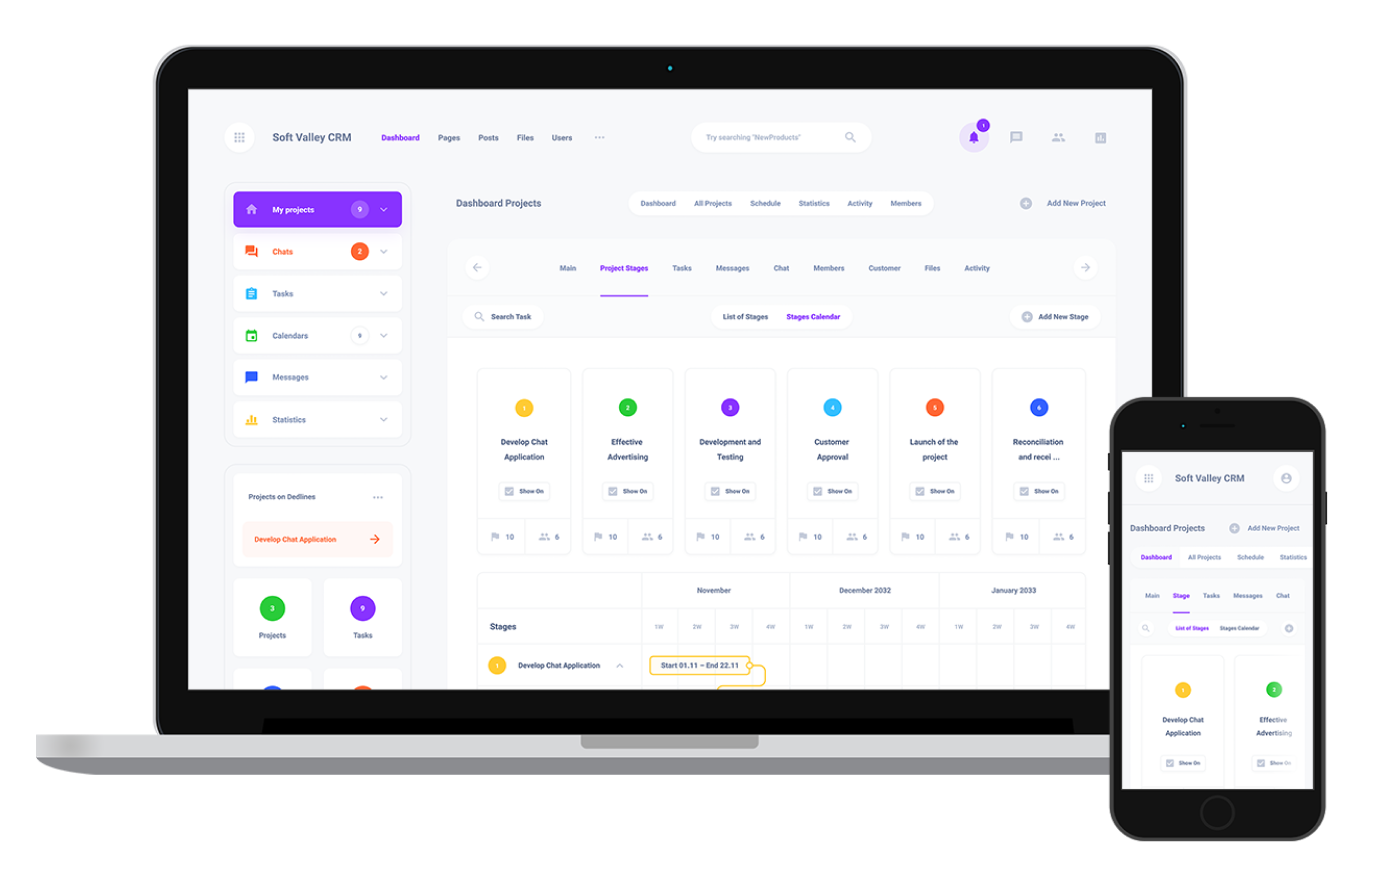 Soft Valley CRM Dashboard Pages Posts Files Users Try searching "NewProducts" 1
My projects 9
Chats 2
Tasks
Calendars 9
Messages
Statistics
Projects on Dedlines
Develop Chat Application
3 9
Projects Tasks
Dashboard Projects Dashboard All Projects Schedule Statistics Activity Members Add New Project
Main Project Stages Tasks Messages Chat Members Customer Files Activity
Search Task List of Stages Stages Calendar Add New Stage
1 2 3 4 5 6
Develop Chat Effective Development and Customer Launch of the Reconciliation
Application Advertising Testing Approval project and recei ...
Show On Show On Show On Show On Show On Show On
10 6 10 6 10 6 10 6 10 6 10 6
November December 2032 January 2033
Stages 1W 2W 3W 4W 1W 2W 3W 4W 1W 2W 3W 4W
1 Develop Chat Application Start 01.11 – End 22.11
Soft Valley CRM
Dashboard Projects Add New Project
Dashboard All Projects Schedule Statistics
Main Stage Tasks Messages Chat
List of Stages Stages Calendar
1
Develop Chat Effective
Application Advertising
Show On Show On